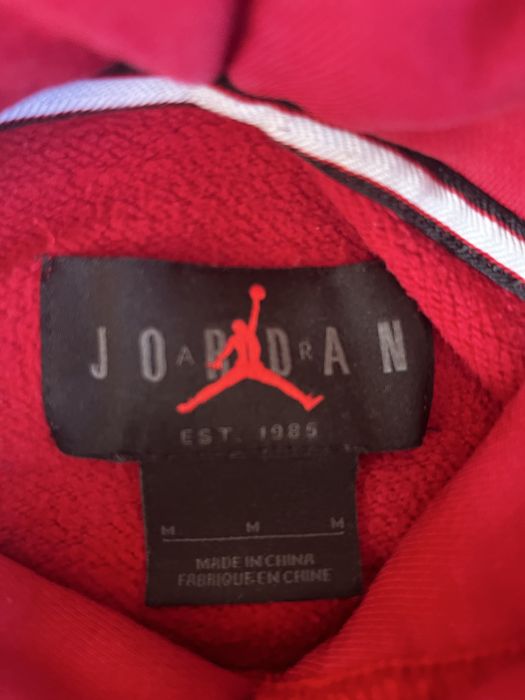 JORDAN
AIR
EST. 1985
M M M
MADE IN CHINA
FABRIQUE EN CHINE